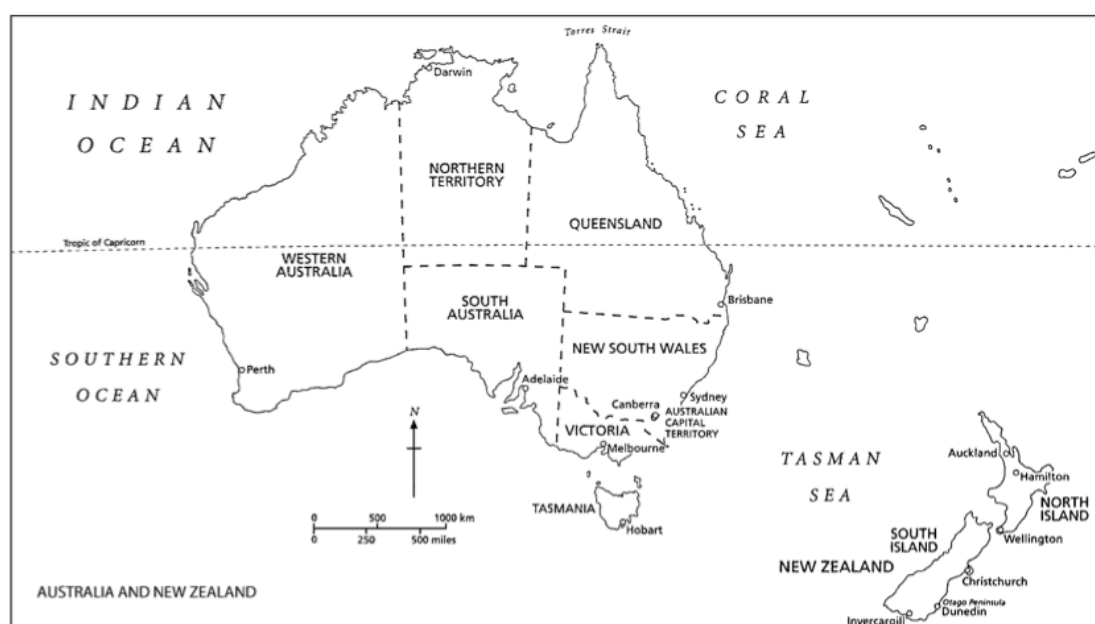 Torres Strait
Darwin
INDIAN
OCEAN
CORAL
SEA
NORTHERN
TERRITORY
QUEENSLAND
Tropic of Capricorn
WESTERN
AUSTRALIA
SOUTH
AUSTRALIA
Brisbane
NEW SOUTH WALES
SOUTHERN
OCEAN
Perth
Adelaide
Sydney
Canberra
AUSTRALIAN
CAPITAL
TERRITORY
N
VICTORIA
Melbourne
TASMAN
SEA
Auckland
Hamilton
NORTH
ISLAND
TASMANIA
Hobart
0 500 1000 km
0 250 500 miles
SOUTH
ISLAND
Wellington
NEW ZEALAND
Christchurch
Otago Peninsula
Dunedin
Invercargill
AUSTRALIA AND NEW ZEALAND